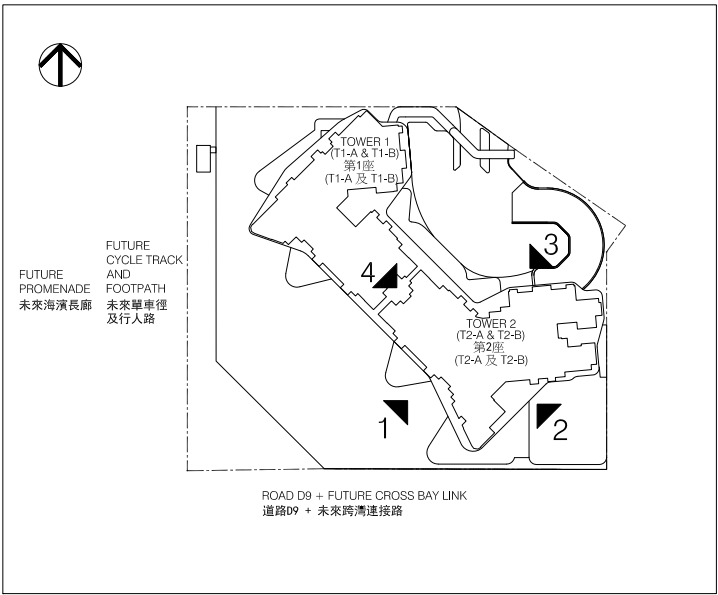 TOWER 1
(T1-A & T1-B)
第1座
(T1-A 及 T1-B)
3
4
FUTURE
PROMENADE
未來海濱長廊
FUTURE
CYCLE TRACK
AND
FOOTPATH
未來單車徑
及行人路
TOWER 2
(T2-A & T2-B)
第2座
(T2-A 及 T2-B)
1
2
ROAD D9 + FUTURE CROSS BAY LINK
道路D9 + 未來跨灣連接路